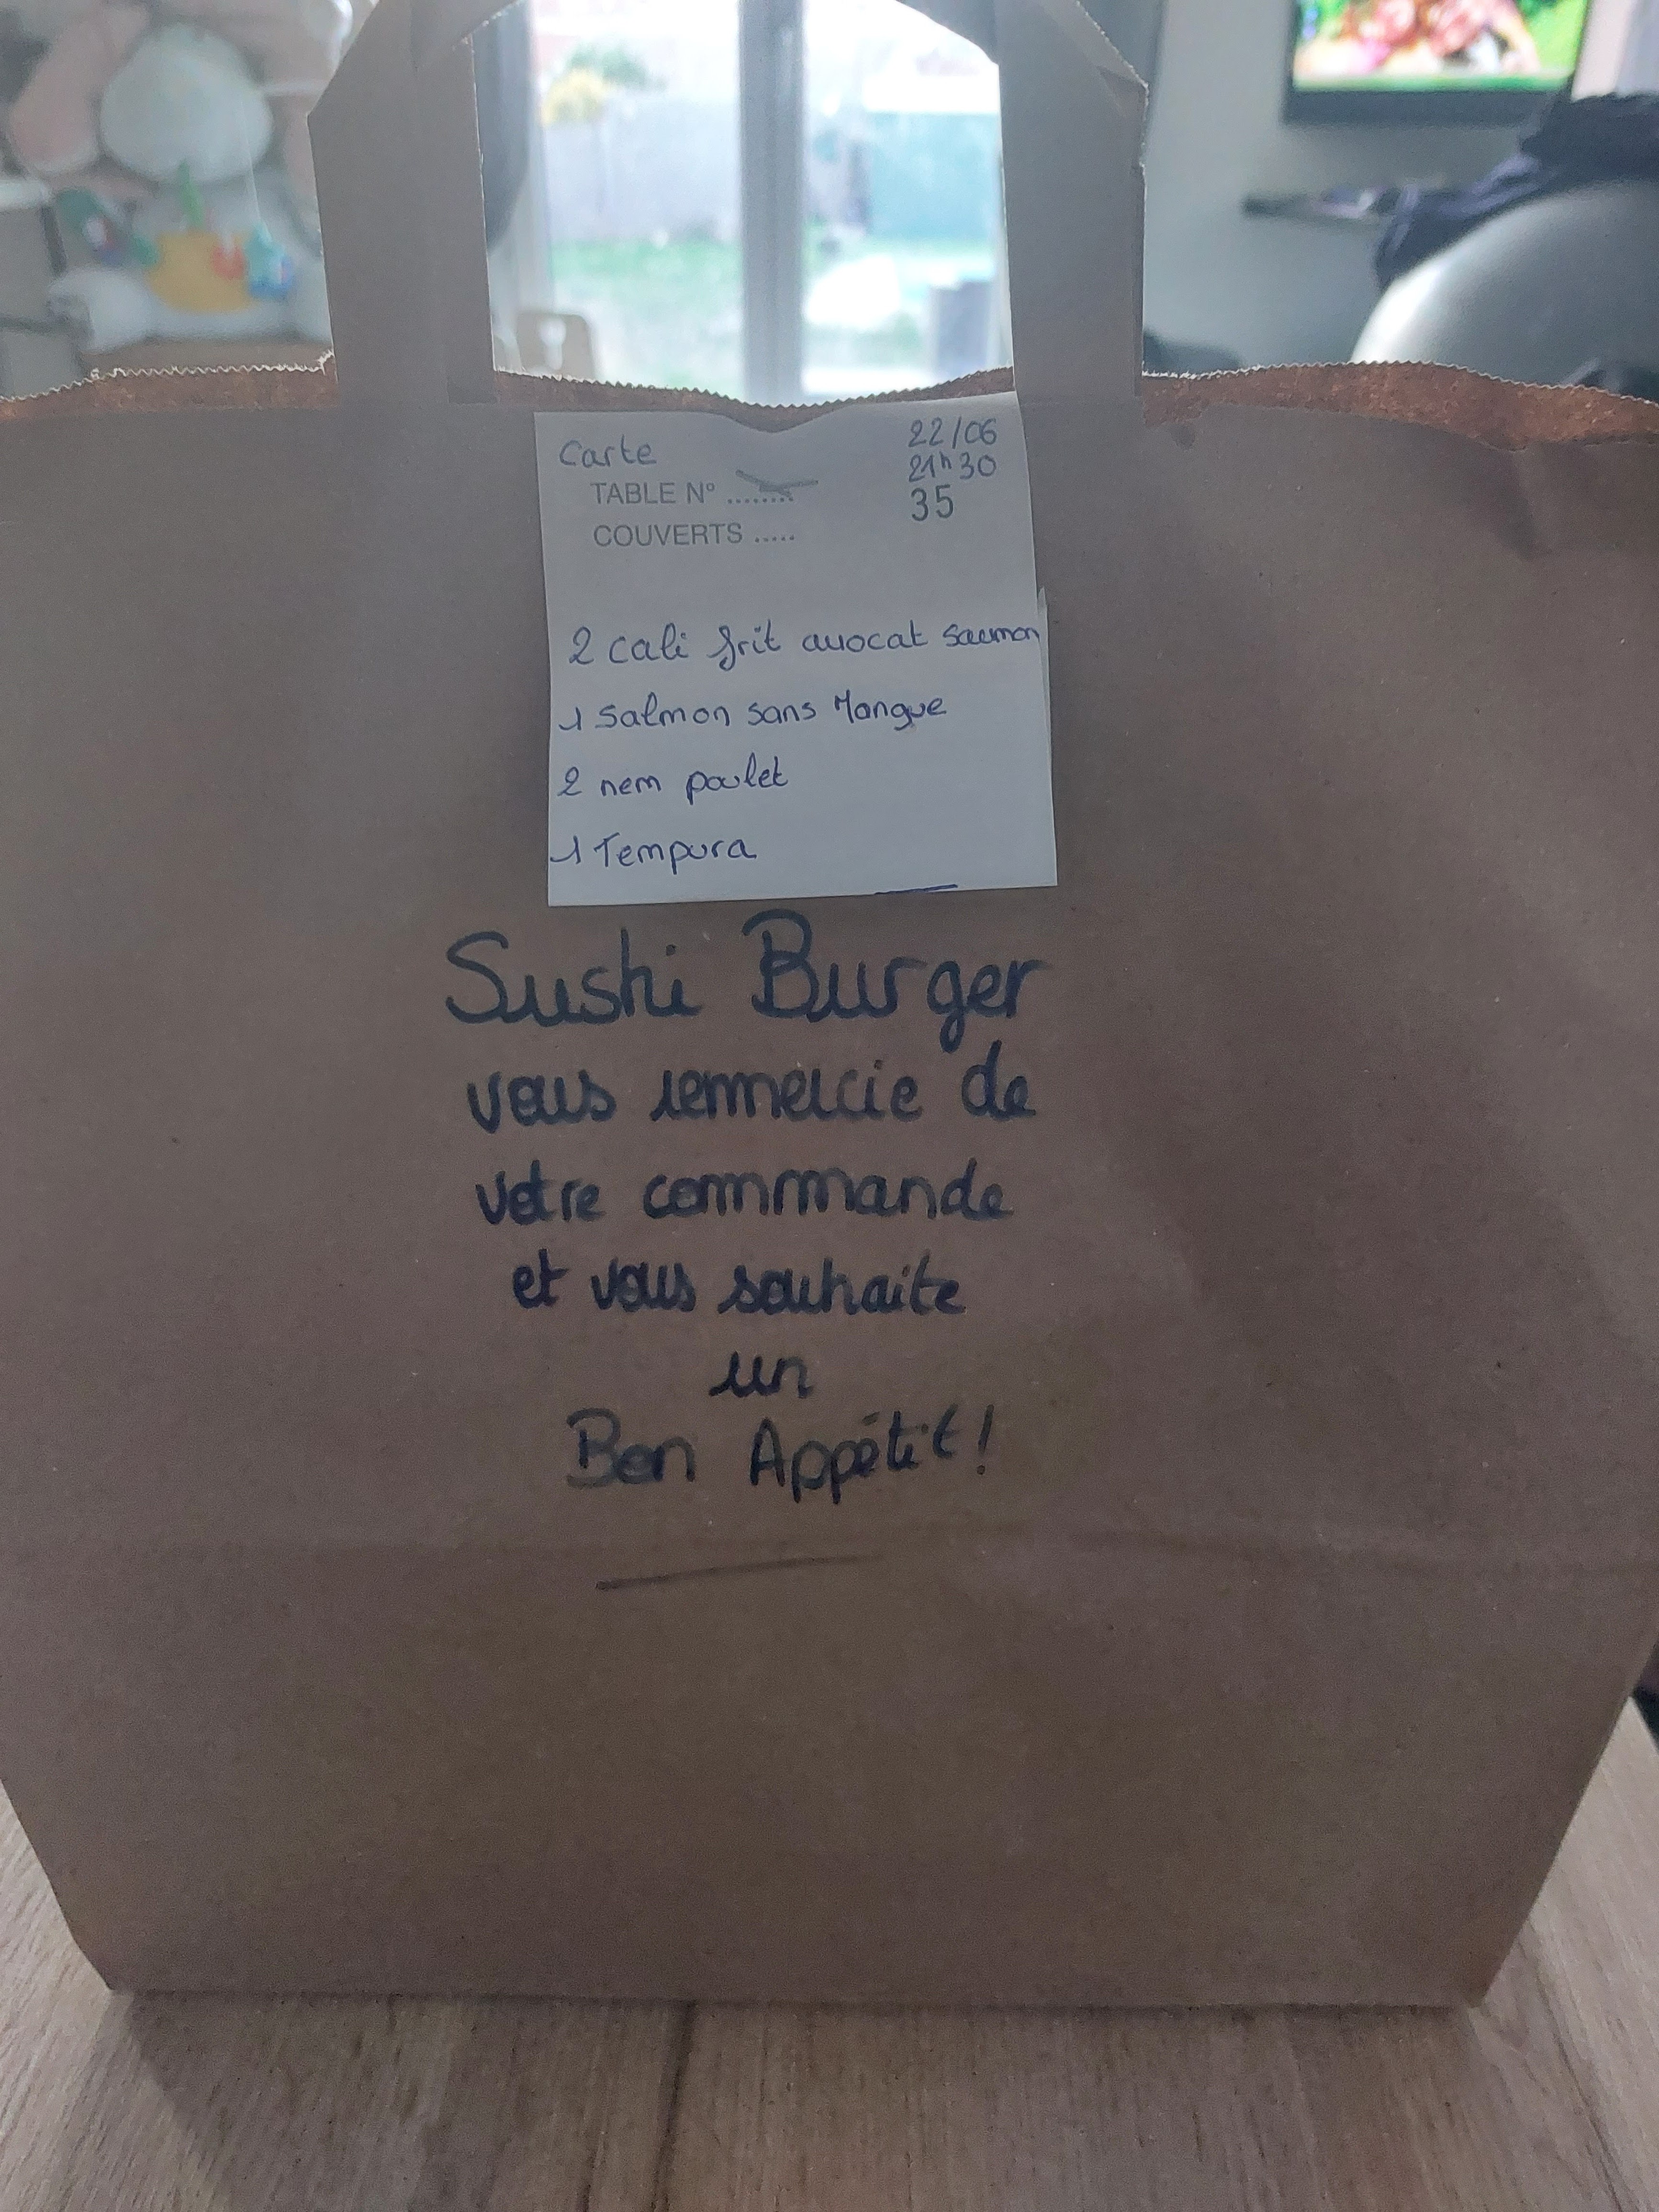 Carte
22/06
21h30
TABLE N° ........
35
COUVERTS .....
2 cali frit avocat saumon
1 Salmon sans Mangue
2 nem poulet
1 Tempura
Sushi Burger
vous remercie de
votre commande
et vous souhaite
un
Bon Appétit !